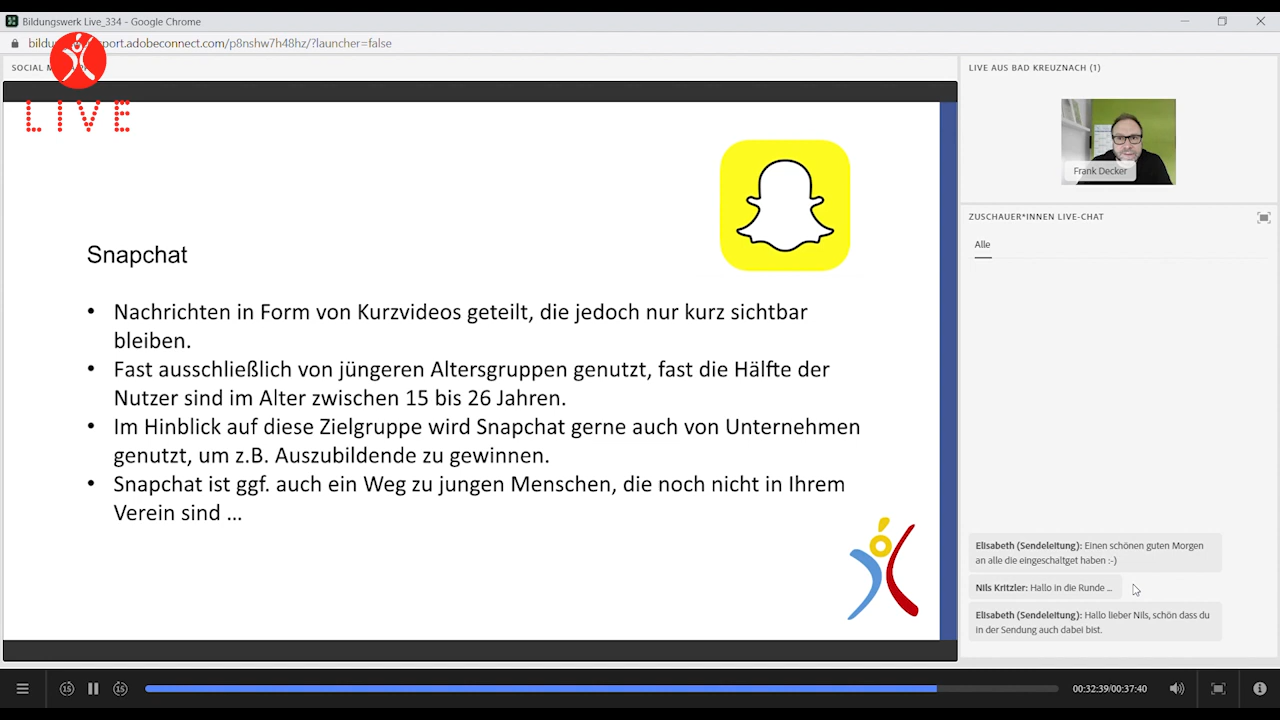 Bildungswerk Live_334 - Google Chrome
port.adobeconnect.com/p8nshw7h48hz/?launcher=false
SOCIAL
LIVE
Snapchat
• Nachrichten in Form von Kurzvideos geteilt, die jedoch nur kurz sichtbar
bleiben.
• Fast ausschließlich von jüngeren Altersgruppen genutzt, fast die Hälfte der
Nutzer sind im Alter zwischen 15 bis 26 Jahren.
• Im Hinblick auf diese Zielgruppe wird Snapchat gerne auch von Unternehmen
genutzt, um z.B. Auszubildende zu gewinnen.
• Snapchat ist ggf. auch ein Weg zu jungen Menschen, die noch nicht in Ihrem
Verein sind ...
LIVE AUS BAD KREUZNACH (1)
Frank Decker
ZUSCHAUER*INNEN LIVE-CHAT
Alle
Elisabeth (Sendeleitung): Einen schönen guten Morgen
an alle die eingeschaltget haben :-)
Nils Kritzler: Hallo in die Runde ...
Elisabeth (Sendeleitung): Hallo lieber Nils, schön dass du
in der Sendung auch dabei bist.
15
15
00:32:39/00:37:40